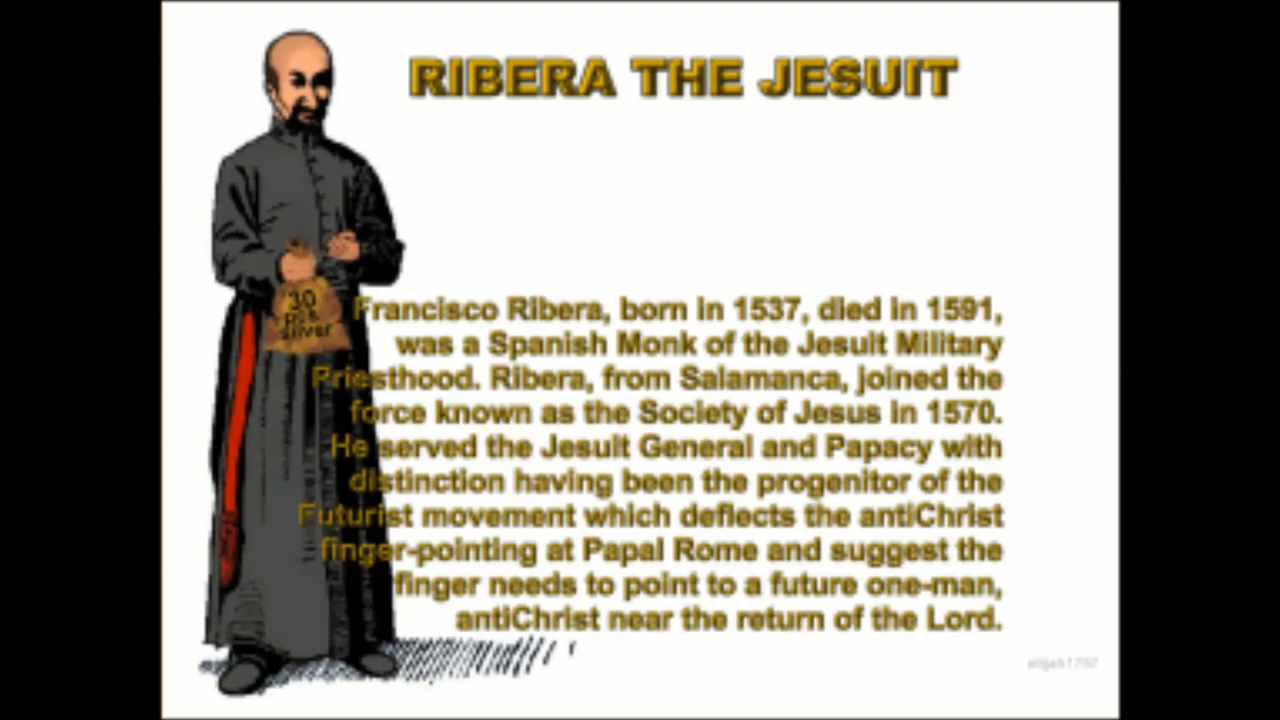 RIBERA THE JESUIT
30
pcs
silver
Francisco Ribera, born in 1537, died in 1591,
was a Spanish Monk of the Jesuit Military
Priesthood. Ribera, from Salamanca, joined the
force known as the Society of Jesus in 1570.
He served the Jesuit General and Papacy with
distinction having been the progenitor of the
Futurist movement which deflects the antiChrist
finger-pointing at Papal Rome and suggest the
finger needs to point to a future one-man,
antiChrist near the return of the Lord.